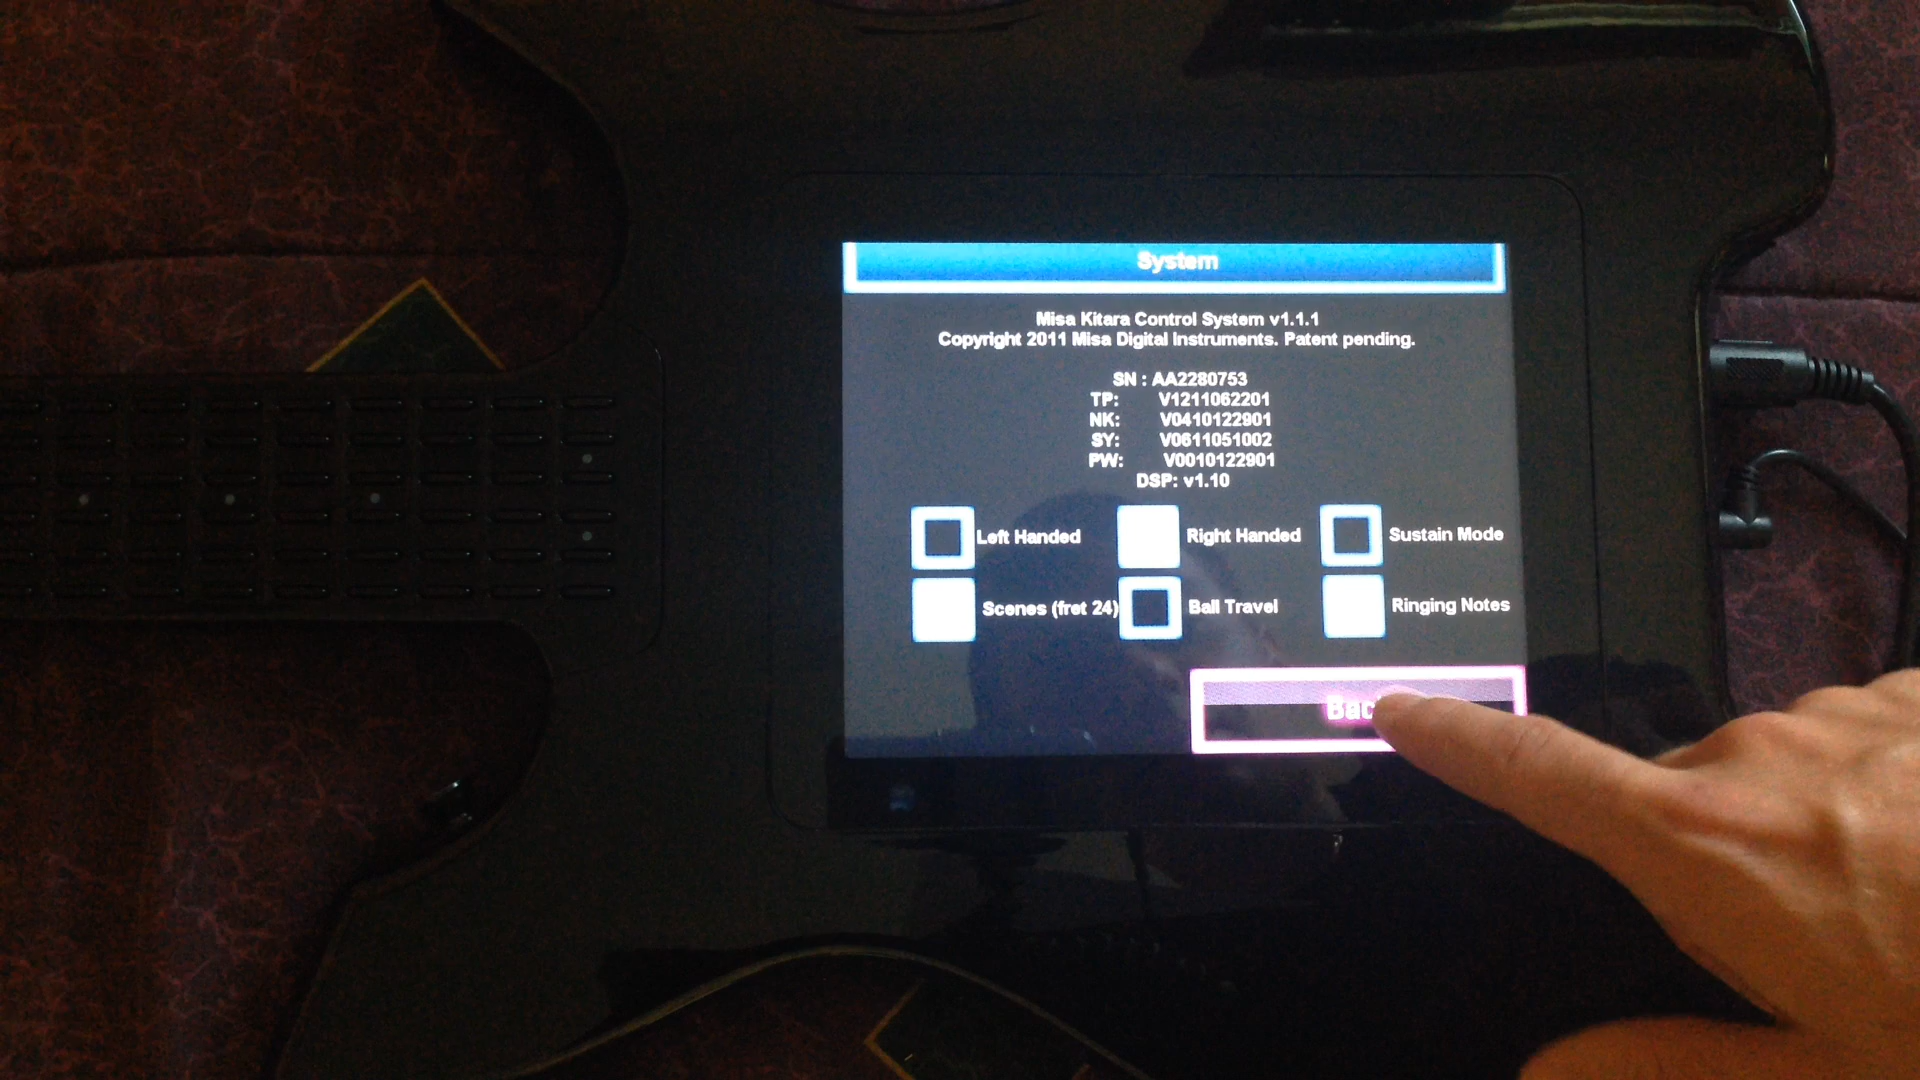 System
Misa Kitara Control System v1.1.1
Copyright 2011 Misa Digital Instruments. Patent pending.
SN : AA2280753
TP: V1211062201
NK: V0410122901
SY: V0611051002
PW: V0010122901
DSP: v1.10
Left Handed Right Handed Sustain Mode
Scenes (fret 24) Ball Travel Ringing Notes